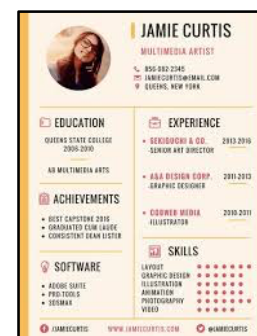 JAMIE CURTIS
MULTIMEDIA ARTIST
856-982-2345
JAMIECURTIS@EMAIL.COM
QUEENS, NEW YORK
EDUCATION
QUEENS STATE COLLEGE
2006-2010
AB MULTIMEDIA ARTS
ACHIEVEMENTS
BEST CAPSTONE 2010
GRADUATED CUM LAUDE
CONSISTENT DEAN LISTER
SOFTWARE
ADOBE SUITE
PRO-TOOLS
3DSMAX
EXPERIENCE
SEKIGUCHI & CO. 2013-2016
-SENIOR ART DIRECTOR
A&A DESIGN CORP. 2011-2013
-GRAPHIC DESIGNER
COBWEB MEDIA 2010-2011
-ILLUSTRATOR
SKILLS
LAYOUT
GRAPHIC DESIGN
ILLUSTRATION
ANIMATION
PHOTOGRAPHY
VIDEO
/JAMIECURTIS
WWW.JAMIECURTIS.COM
@JAMIECURTIS